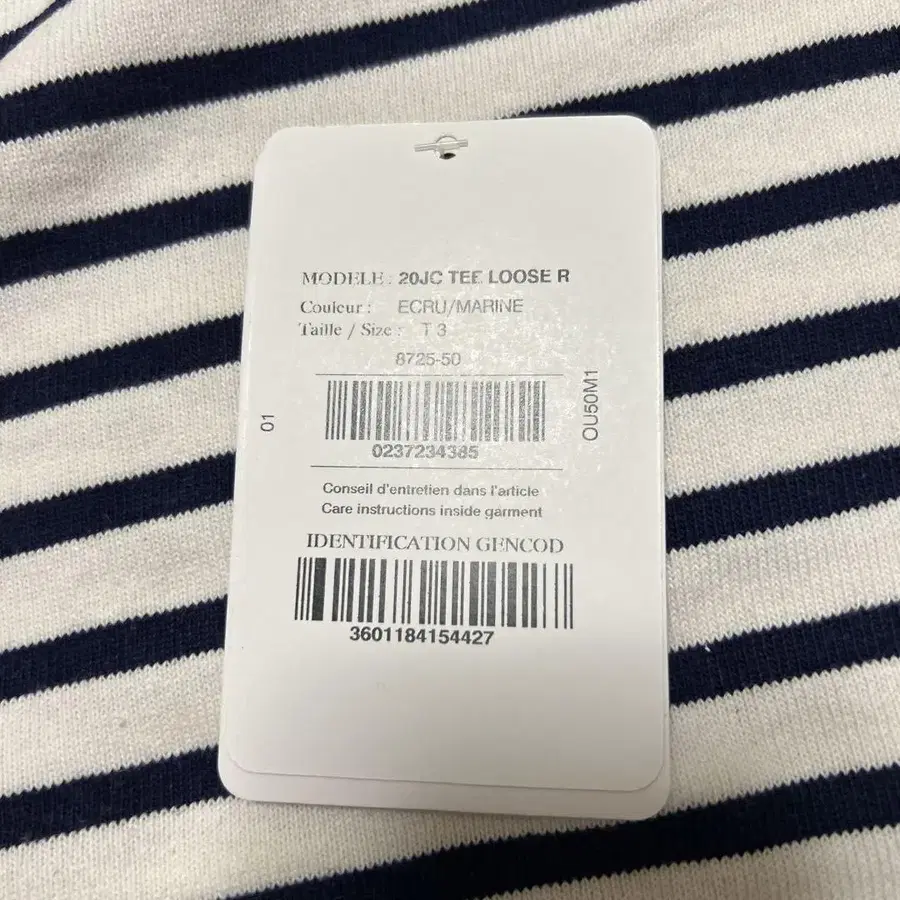 MODELE : 20JC TEE LOOSE R
Couleur : ECRU/MARINE
Taille / Size : T 3
8725-50
01
OU50M1
0237234385
Conseil d'entretien dans l'article
Care instructions inside garment
IDENTIFICATION GENCOD
3601184154427